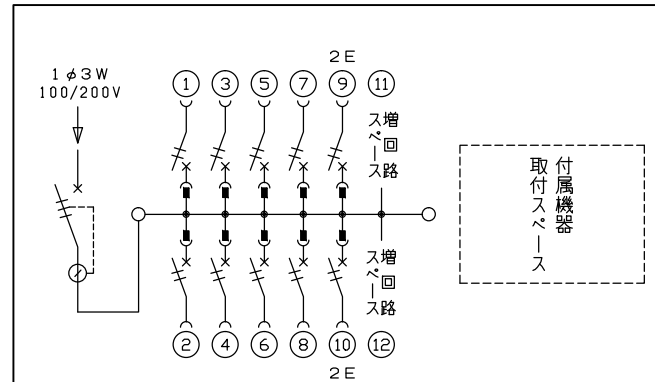 2E
1φ3W
100/200V
① ③ ⑤ ⑦ ⑨ ⑪
増回路
スペース
付属機器
取付スペース
増回路
スペース
② ④ ⑥ ⑧ ⑩ ⑫
2E